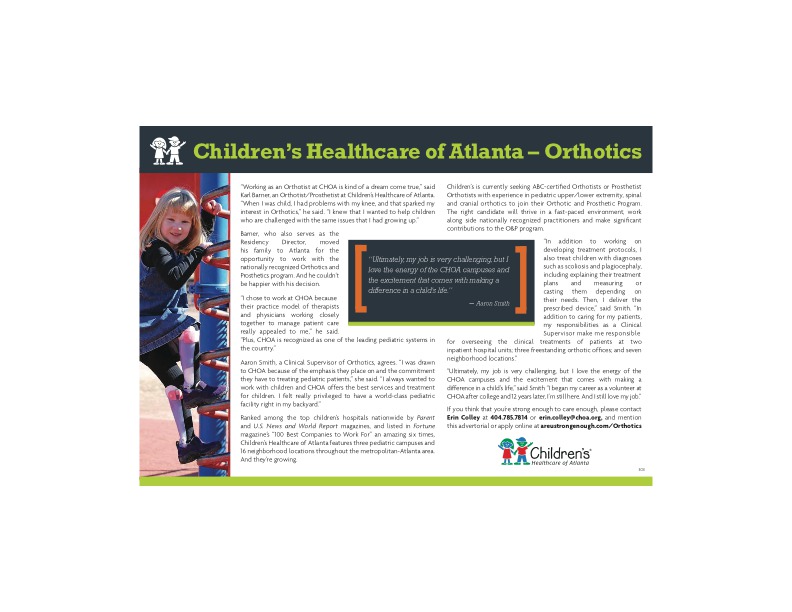 Children's Healthcare of Atlanta – Orthotics
"Working as an Orthotist at CHOA is kind of a dream come true," said
Karl Barner, an Orthotist/Prosthetist at Children's Healthcare of Atlanta.
"When I was child, I had problems with my knee, and that sparked my
interest in Orthotics," he said. "I knew that I wanted to help children
who are challenged with the same issues that I had growing up."
Barner, who also serves as the
Residency Director, moved
his family to Atlanta for the
opportunity to work with the
nationally recognized Orthotics and
Prosthetics program. And he couldn't
be happier with his decision.
"I chose to work at CHOA because
their practice model of therapists
and physicians working closely
together to manage patient care
really appealed to me," he said.
"Plus, CHOA is recognized as one of the leading pediatric systems in
the country."
Aaron Smith, a Clinical Supervisor of Orthotics, agrees. "I was drawn
to CHOA because of the emphasis they place on and the commitment
they have to treating pediatric patients," she said. "I always wanted to
work with children and CHOA offers the best services and treatment
for children. I felt really privileged to have a world-class pediatric
facility right in my backyard."
Ranked among the top children's hospitals nationwide by Parent
and U.S. News and World Report magazines, and listed in Fortune
magazine's "100 Best Companies to Work For" an amazing six times,
Children's Healthcare of Atlanta features three pediatric campuses and
16 neighborhood locations throughout the metropolitan-Atlanta area.
And they're growing.
"Ultimately, my job is very challenging, but I
love the energy of the CHOA campuses and
the excitement that comes with making a
difference in a child's life."
— Aaron Smith
Children's is currently seeking ABC-certified Orthotists or Prosthetist
Orthotists with experience in pediatric upper/lower extremity, spinal
and cranial orthotics to join their Orthotic and Prosthetic Program.
The right candidate will thrive in a fast-paced environment, work
along side nationally recognized practitioners and make significant
contributions to the O&P program.
"In addition to working on
developing treatment protocols, I
also treat children with diagnoses
such as scoliosis and plagiocephaly,
including explaining their treatment
plans and measuring or
casting them depending on
their needs. Then, I deliver the
prescribed device," said Smith. "In
addition to caring for my patients,
my responsibilities as a Clinical
Supervisor make me responsible
for overseeing the clinical treatments of patients at two
inpatient hospital units; three freestanding orthotic offices; and seven
neighborhood locations."
"Ultimately, my job is very challenging, but I love the energy of the
CHOA campuses and the excitement that comes with making a
difference in a child's life," said Smith "I began my career as a volunteer at
CHOA after college and 12 years later, I'm still here. And I still love my job."
If you think that you're strong enough to care enough, please contact
Erin Colley at 404.785.7814 or erin.colley@choa.org, and mention
this advertorial or apply online at areustrongenough.com/Orthotics
Children's
Healthcare of Atlanta